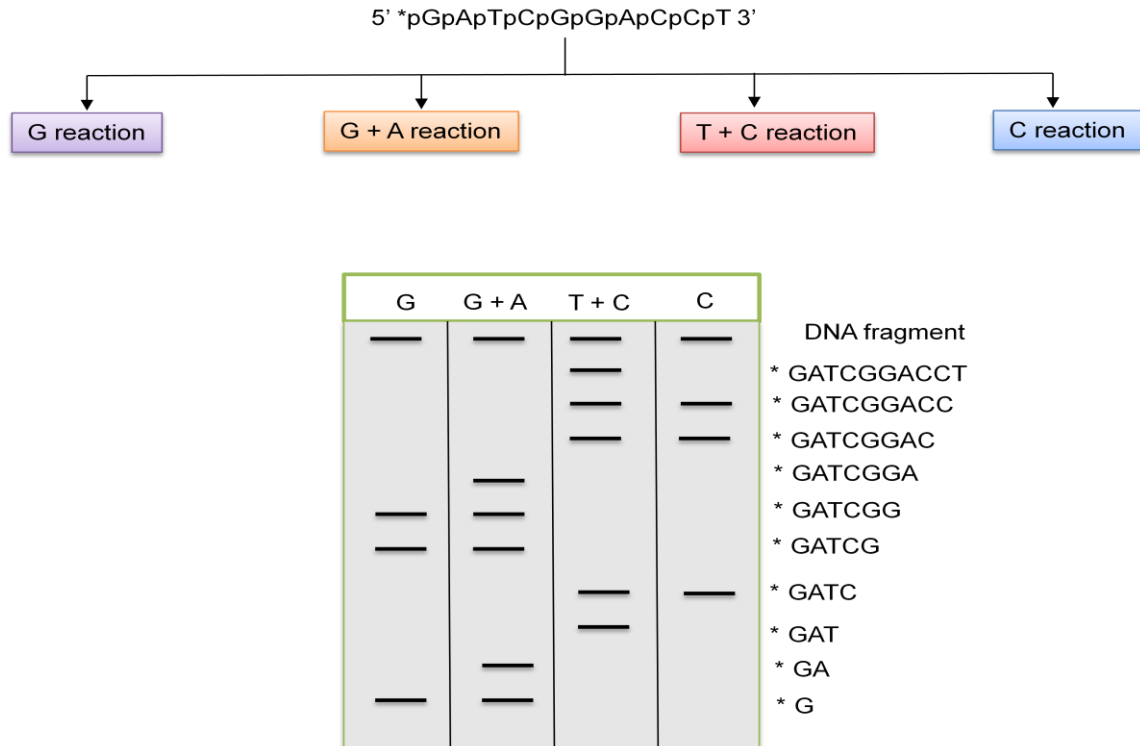 5' *pGpApTpCpGpGpApCpCpT 3'
G reaction
G + A reaction
T + C reaction
C reaction
G
G + A
T + C
C
DNA fragment
* GATCGGACCT
* GATCGGACC
* GATCGGAC
* GATCGGA
* GATCGG
* GATCG
* GATC
* GAT
* GA
* G